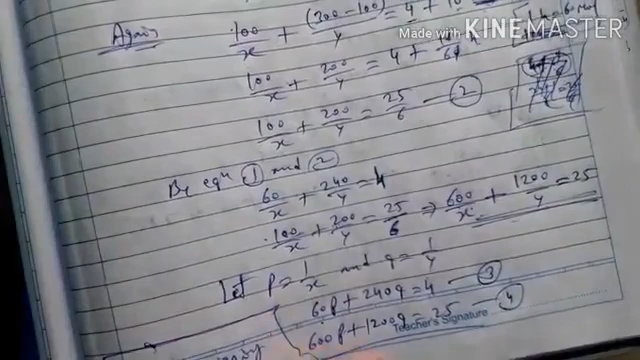 Made with KINEMASTER
Again 100/x + (300-100)/y = 4 + 10
100/x + 200/y = 4 +
100/x + 200/y = 25/6 — ②
By eqn ① and ②
60/x + 240/y = 4
100/x + 200/y = 25/6 ⇒ 600/x + 1200/y = 25
Let p = 1/x and q = 1/y
60p + 240q = 4 — ③
600p + 1200q = 25 — ④
Teacher's Signature